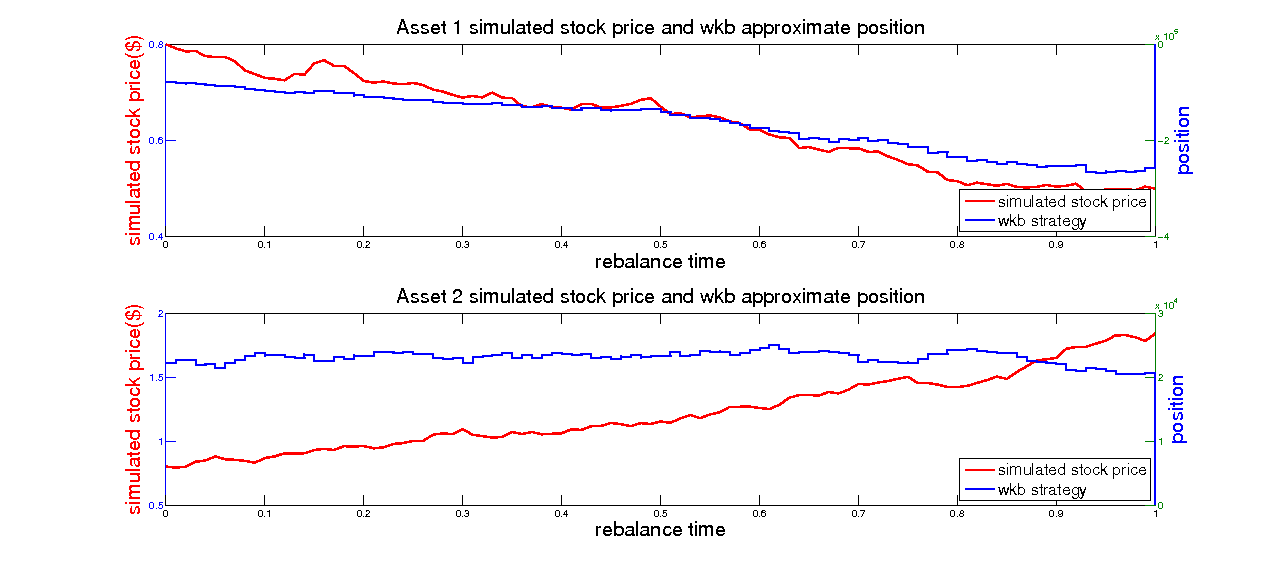 Asset 1 simulated stock price and wkb approximate position
x 10^5
simulated stock price($)
0.8
0.6
0.4
0
-2
-4
position
simulated stock price
wkb strategy
0 0.1 0.2 0.3 0.4 0.5 0.6 0.7 0.8 0.9 1
rebalance time
Asset 2 simulated stock price and wkb approximate position
x 10^4
simulated stock price($)
2
1.5
1
0.5
3
2
1
0
position
simulated stock price
wkb strategy
0 0.1 0.2 0.3 0.4 0.5 0.6 0.7 0.8 0.9 1
rebalance time